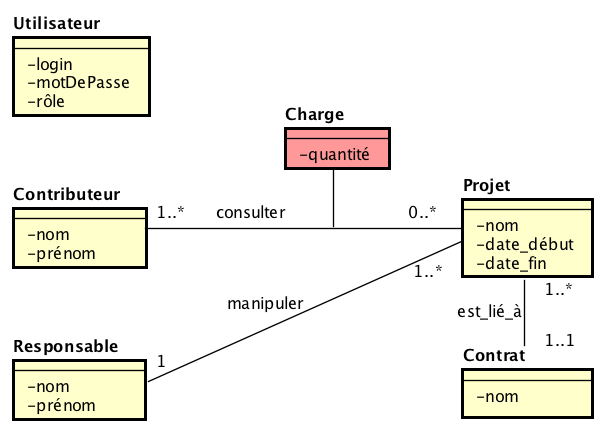 Utilisateur
-login
-motDePasse
-rôle
Charge
-quantité
Contributeur
-nom
-prénom
1..*
consulter
0..*
Projet
-nom
-date_début
-date_fin
1..*
manipuler
1..*
est_lié_à
1..1
Responsable
-nom
-prénom
1
Contrat
-nom